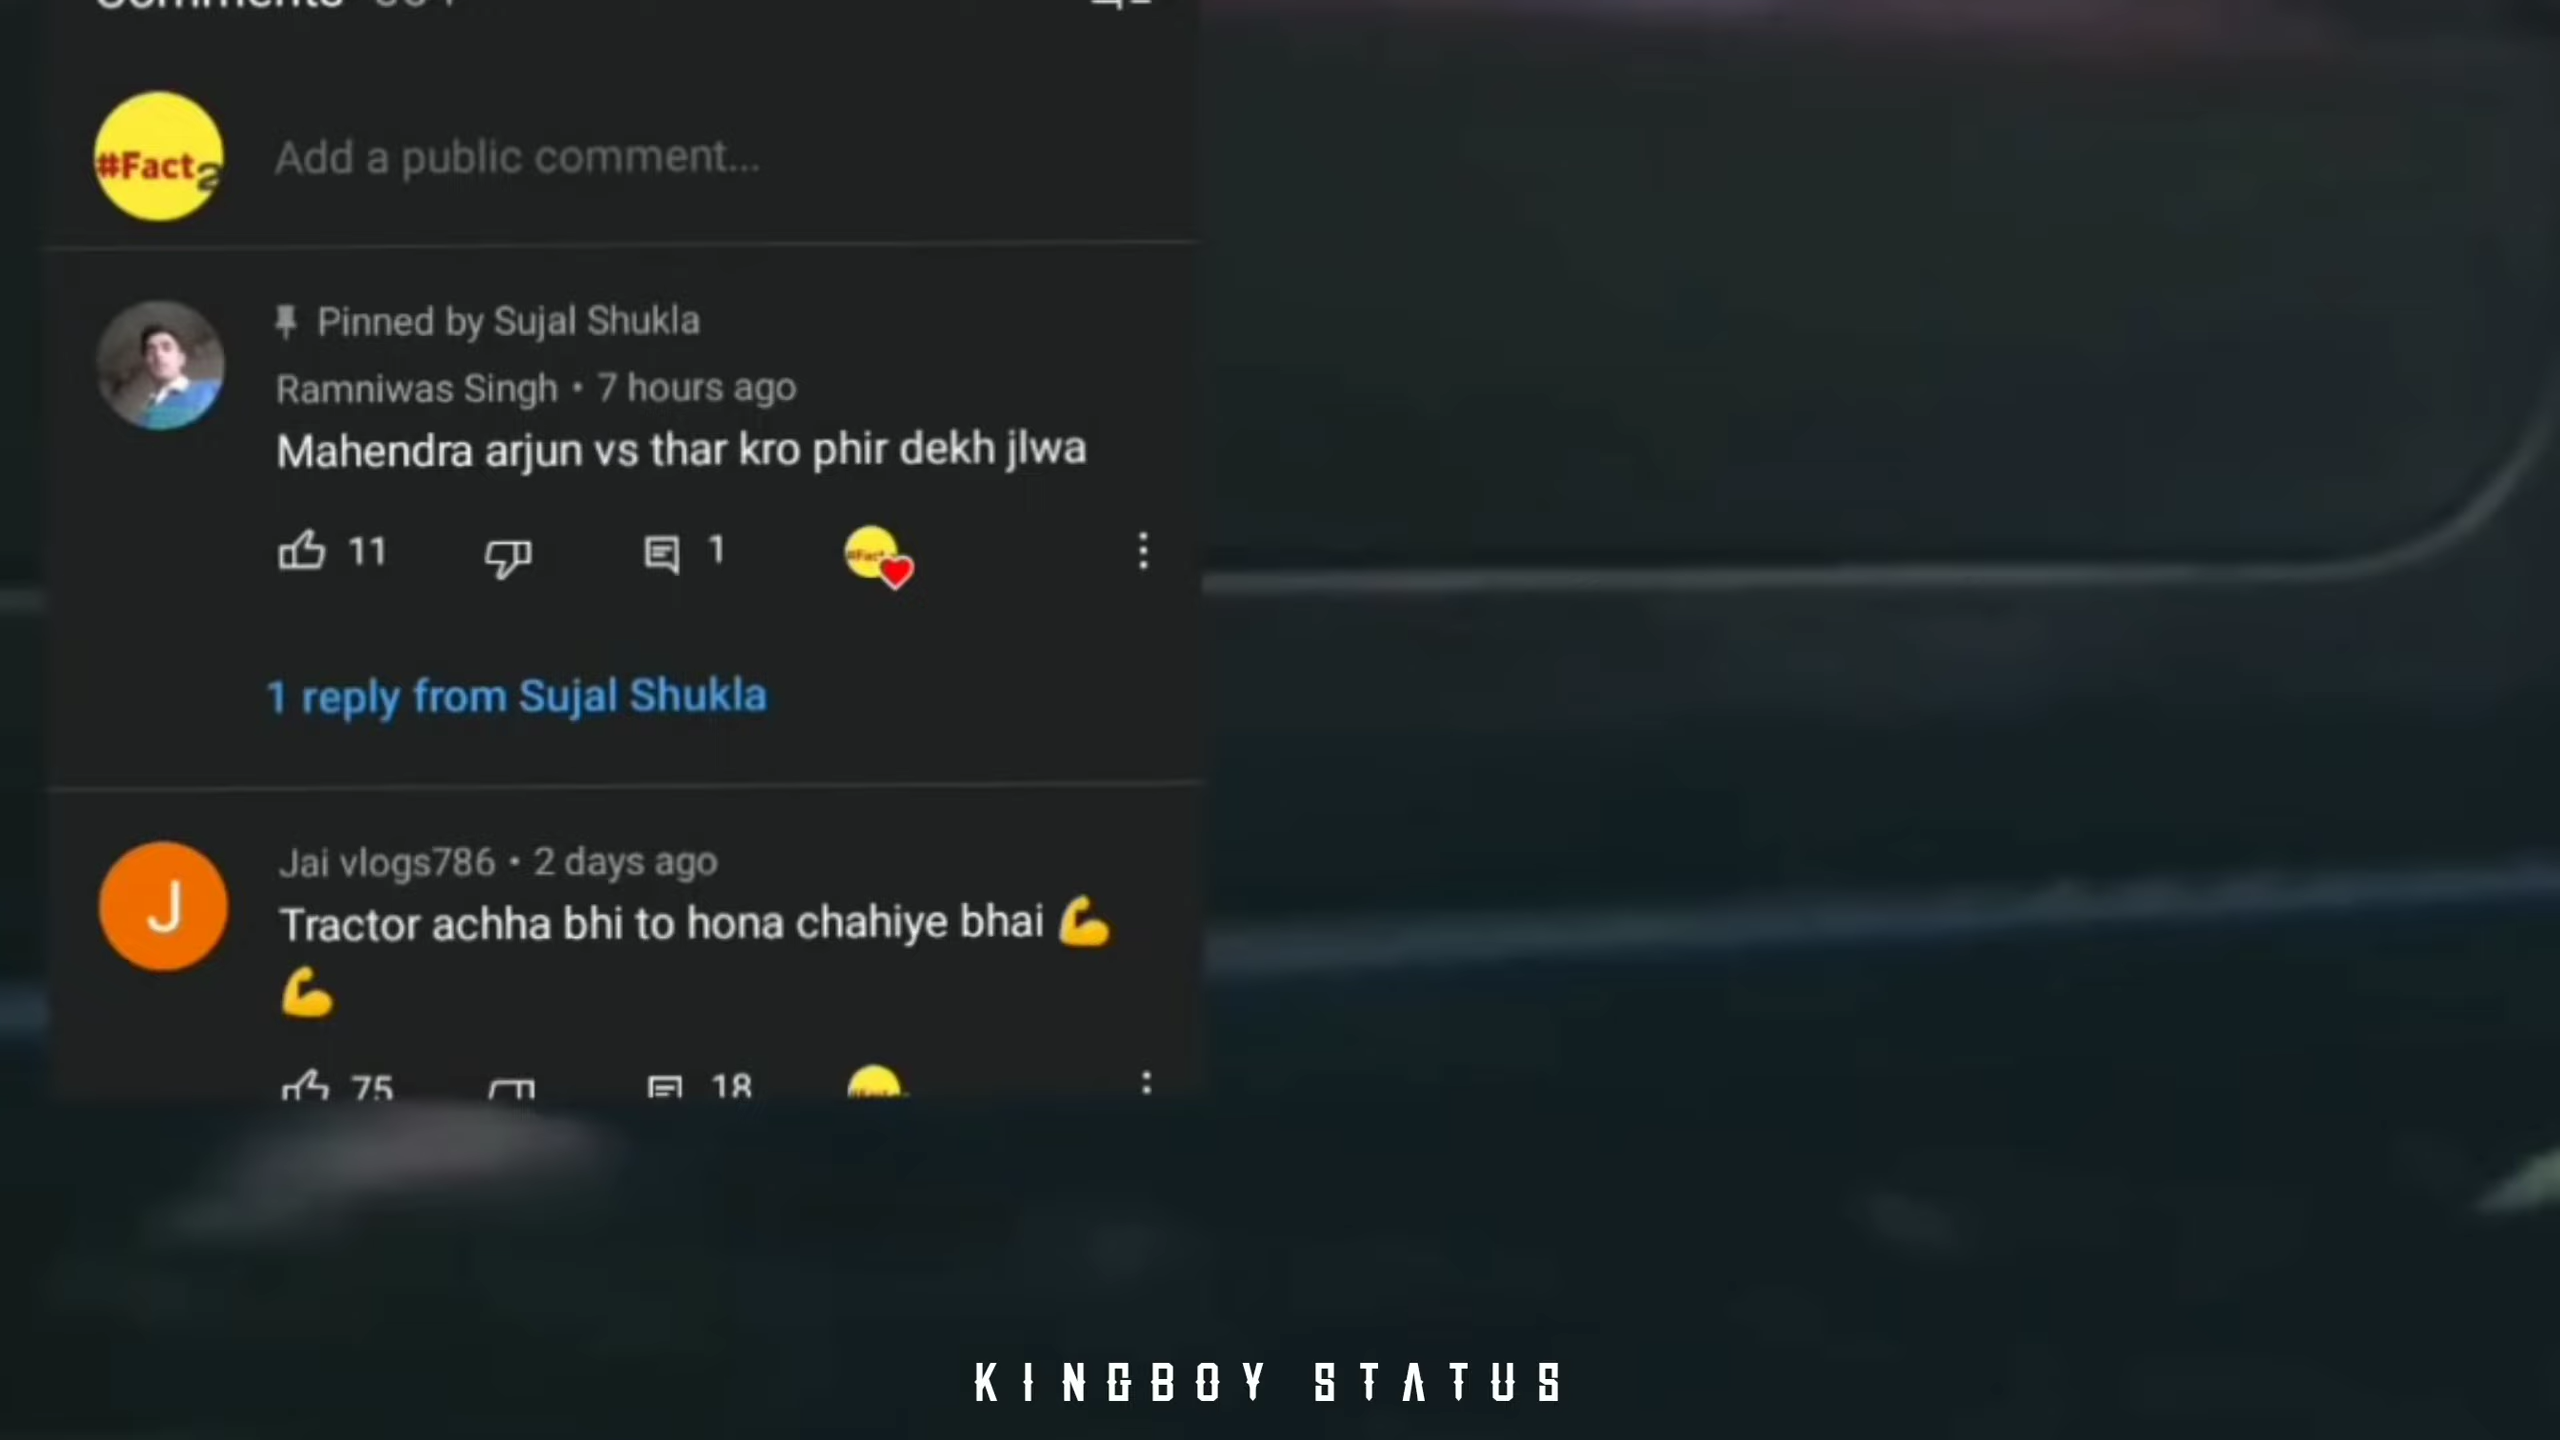 Comments
#Fact2
Add a public comment...
Pinned by Sujal Shukla
Ramniwas Singh • 7 hours ago
Mahendra arjun vs thar kro phir dekh jlwa
11
1
1 reply from Sujal Shukla
J
Jai vlogs786 • 2 days ago
Tractor achha bhi to hona chahiye bhai 💪
💪
75
18
KINGBOY STATUS